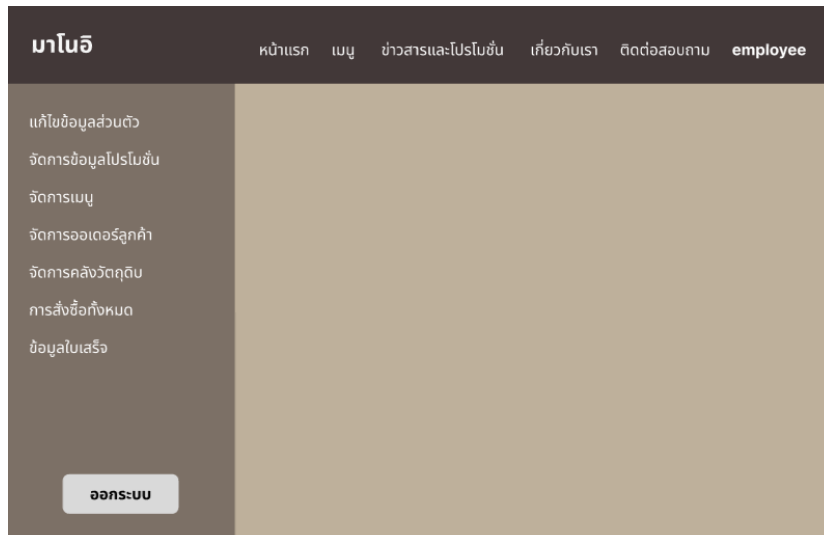 มาโนอิ
หน้าแรก เมนู ข่าวสารและโปรโมชั่น เกี่ยวกับเรา ติดต่อสอบถาม employee
แก้ไขข้อมูลส่วนตัว
จัดการข้อมูลโปรโมชั่น
จัดการเมนู
จัดการออเดอร์ลูกค้า
จัดการคลังวัตถุดิบ
การสั่งซื้อทั้งหมด
ข้อมูลใบเสร็จ
ออกระบบ